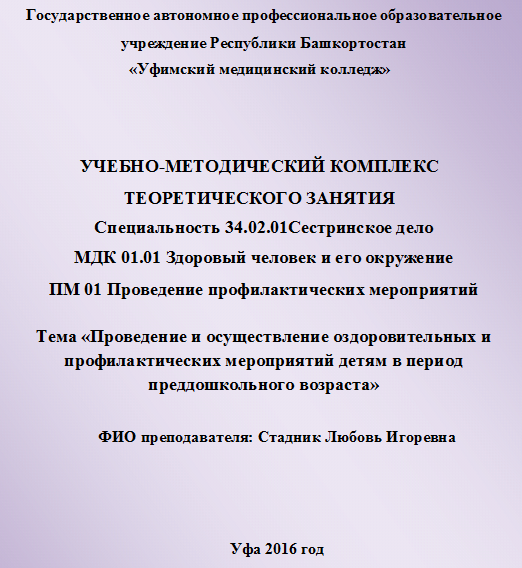 Государственное автономное профессиональное образовательное
учреждение Республики Башкортостан
«Уфимский медицинский колледж»
УЧЕБНО-МЕТОДИЧЕСКИЙ КОМПЛЕКС
ТЕОРЕТИЧЕСКОГО ЗАНЯТИЯ
Специальность 34.02.01Сестринское дело
МДК 01.01 Здоровый человек и его окружение
ПМ 01 Проведение профилактических мероприятий
Тема «Проведение и осуществление оздоровительных и
профилактических мероприятий детям в период
преддошкольного возраста»
ФИО преподавателя: Стадник Любовь Игоревна
Уфа 2016 год